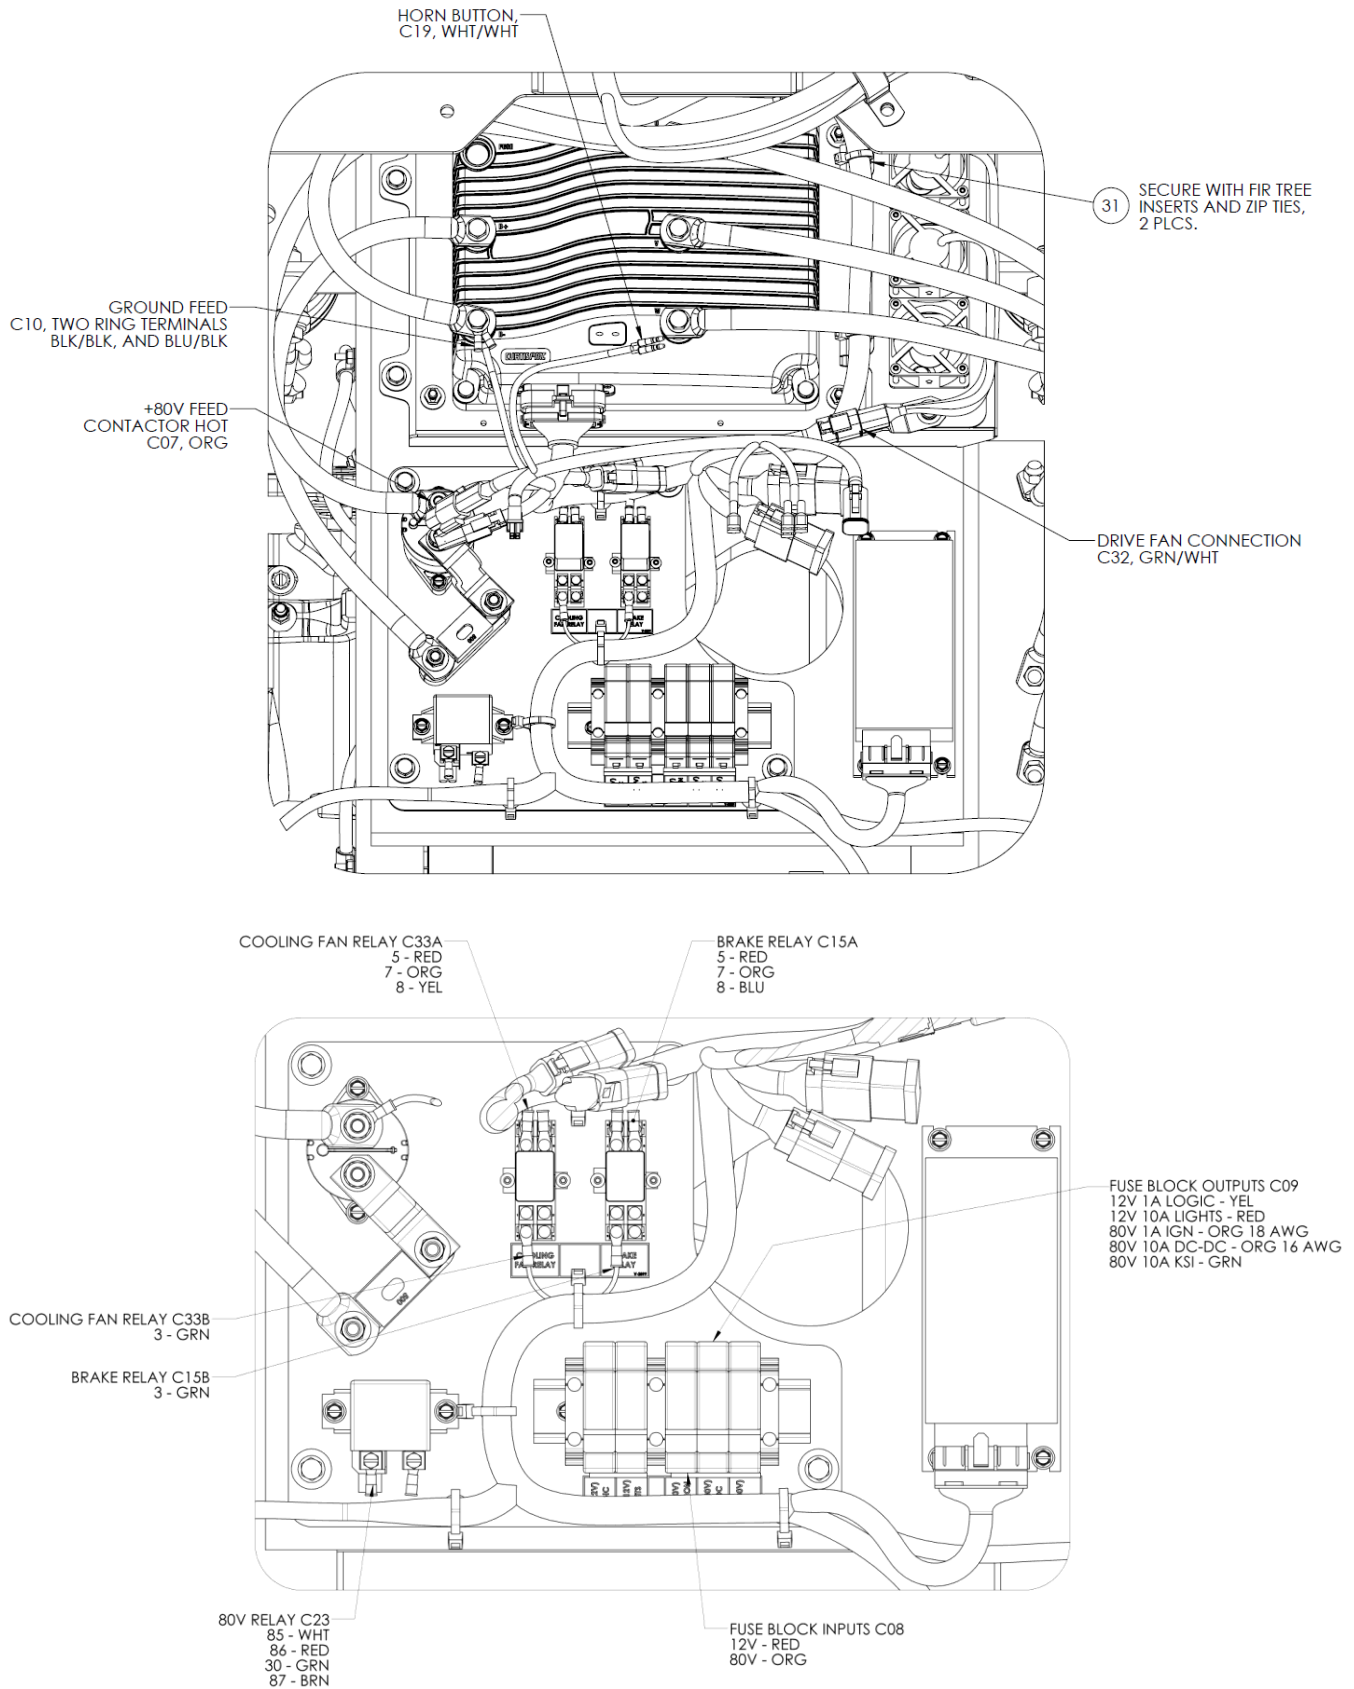 HORN BUTTON,
C19, WHT/WHT
31
SECURE WITH FIR TREE
INSERTS AND ZIP TIES,
2 PLCS.
GROUND FEED
C10, TWO RING TERMINALS
BLK/BLK, AND BLU/BLK
+80V FEED
CONTACTOR HOT
C07, ORG
DRIVE FAN CONNECTION
C32, GRN/WHT
B+
V
W
B-
CURTIS
COOLING FAN RELAY C33A
5 - RED
7 - ORG
8 - YEL
BRAKE RELAY C15A
5 - RED
7 - ORG
8 - BLU
FUSE BLOCK OUTPUTS C09
12V 1A LOGIC - YEL
12V 10A LIGHTS - RED
80V 1A IGN - ORG 18 AWG
80V 10A DC-DC - ORG 16 AWG
80V 10A KSI - GRN
COOLING FAN RELAY C33B
3 - GRN
BRAKE RELAY C15B
3 - GRN
80V RELAY C23
85 - WHT
86 - RED
30 - GRN
87 - BRN
FUSE BLOCK INPUTS C08
12V - RED
80V - ORG